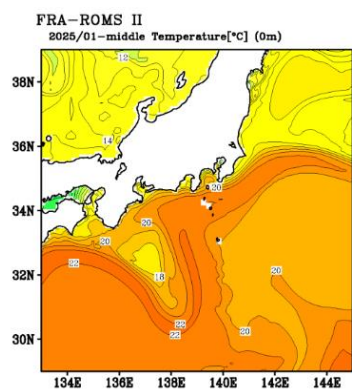 FRA-ROMS II
2025/01-middle Temperature[°C] (0m)
12
38N
14
36N
20
34N
20
20
22
18
20
32N
22
22
20
30N
134E 136E 138E 140E 142E 144E